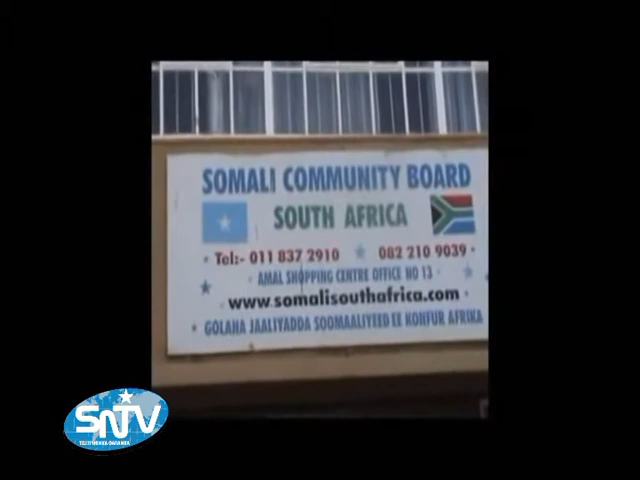 SOMALI COMMUNITY BOARD
SOUTH AFRICA
Tel:- 011 837 2910 082 210 9039
AMAL SHOPPING CENTRE OFFICE NO 13
www.somalisouthafrica.com
GOLAHA JAALIYADDA SOOMAALIYEED EE KONFUR AFRIKA
SNTV